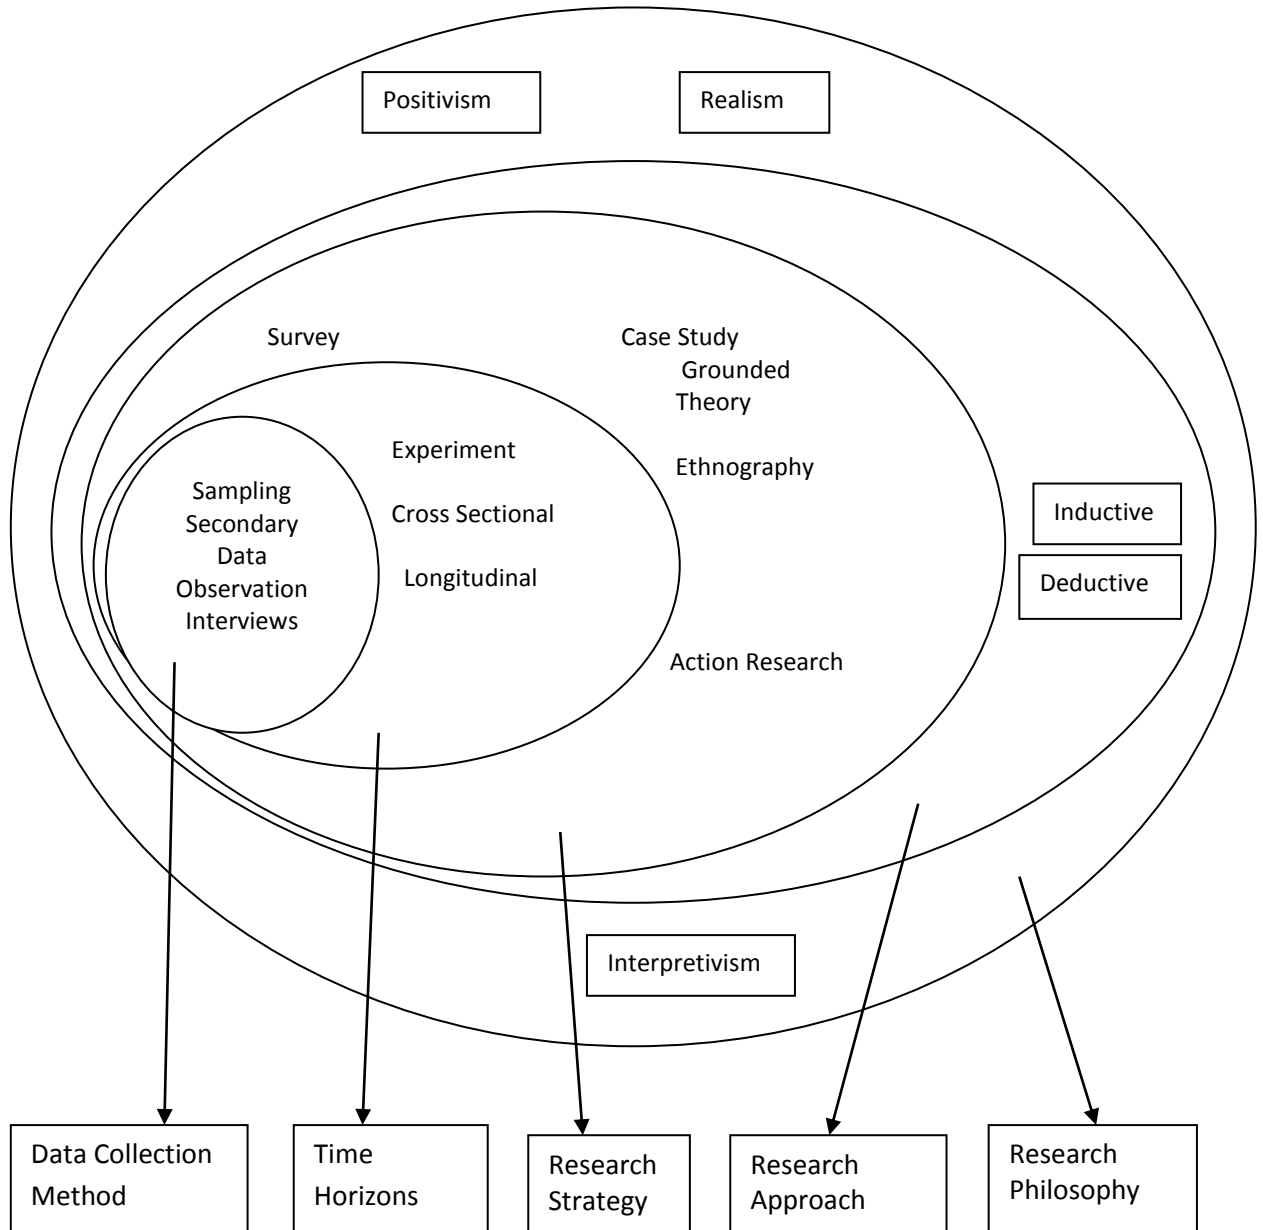 Positivism
Realism
Survey
Case Study
Grounded
Theory
Experiment
Ethnography
Sampling
Secondary
Data
Observation
Interviews
Cross Sectional
Longitudinal
Inductive
Deductive
Action Research
Interpretivism
Data Collection
Method
Time
Horizons
Research
Strategy
Research
Approach
Research
Philosophy